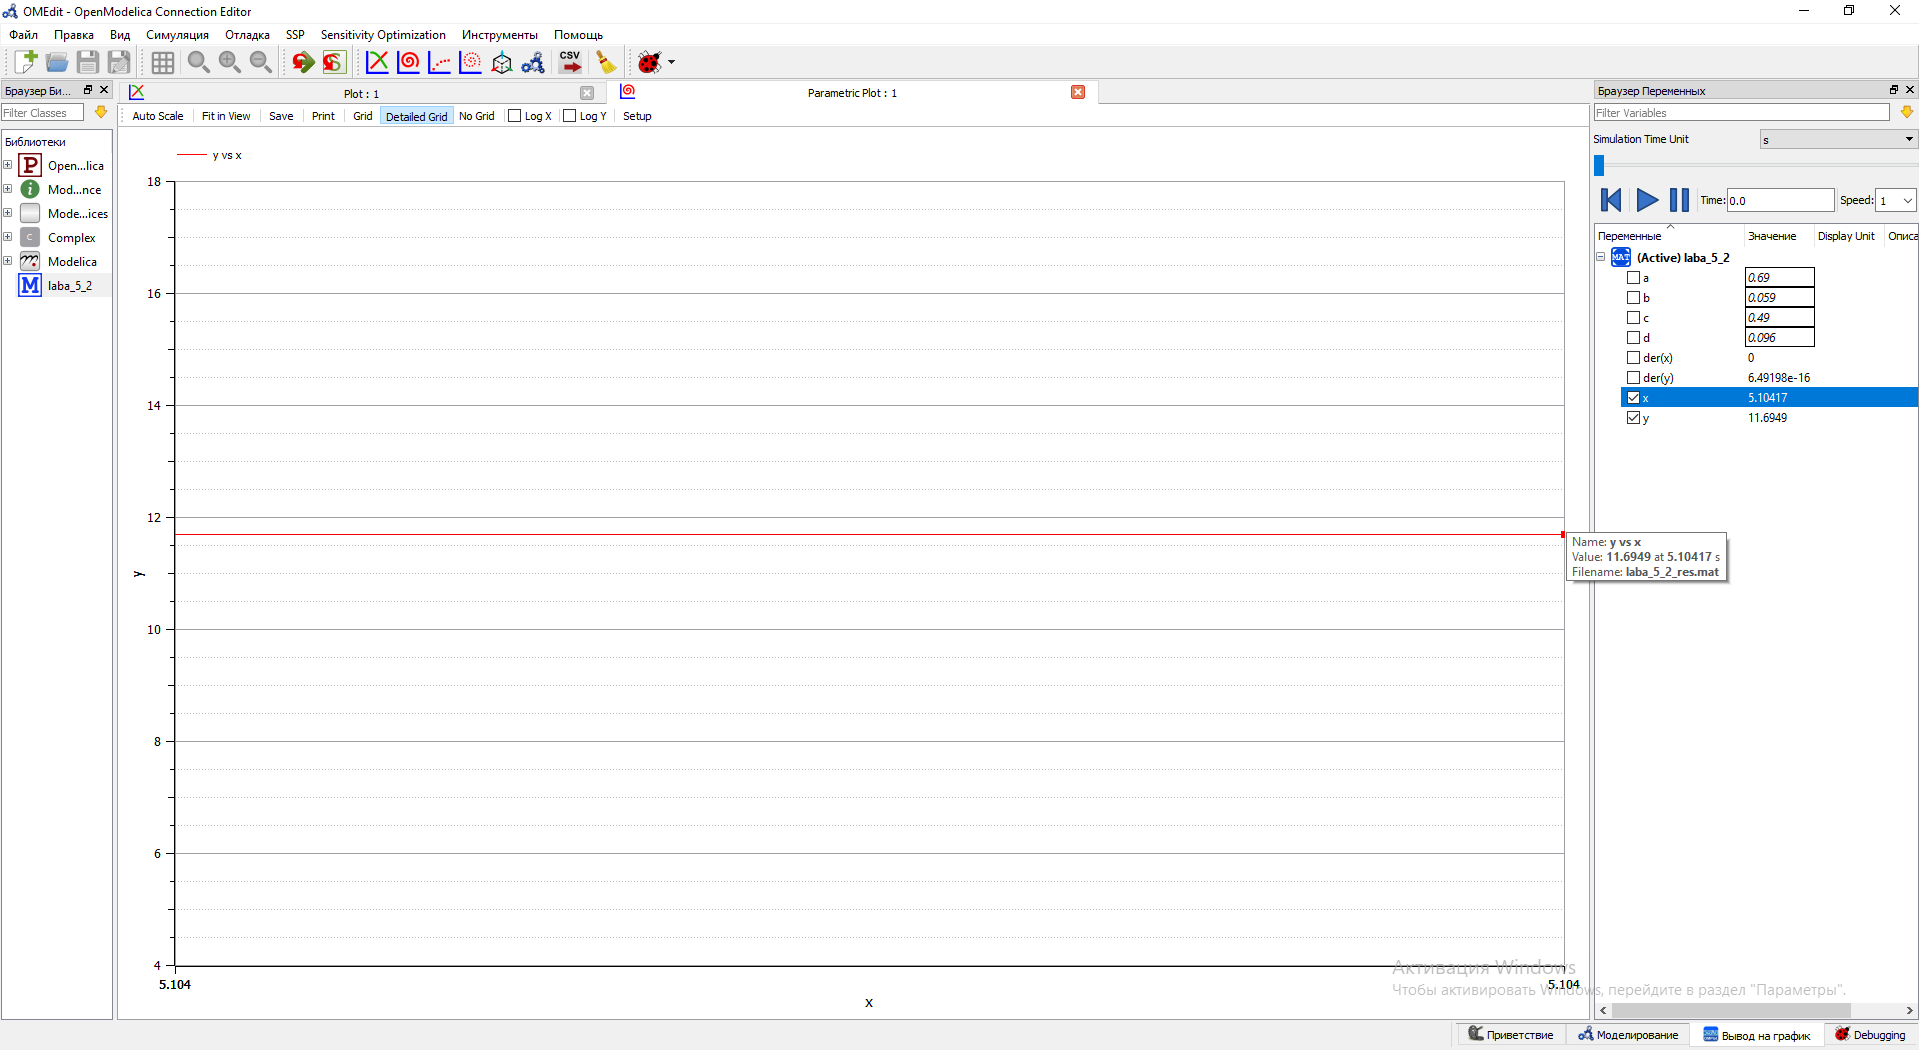 OMEdit - OpenModelica Connection Editor
Файл Правка Вид Симуляция Отладка SSP Sensitivity Optimization Инструменты Помощь
CSV
Браузер Би...
Filter Classes
Библиотеки
P Open...lica
i Mod...nce
Mode...ices
C Complex
Modelica
M laba_5_2
Plot : 1
Parametric Plot : 1
Auto Scale Fit in View Save Print Grid Detailed Grid No Grid Log X Log Y Setup
y vs x
18
16
14
12
10
8
6
4
y
5.104
5.104
x
Name: y vs x
Value: 11.6949 at 5.10417 s
Filename: laba_5_2_res.mat
Браузер Переменных
Filter Variables
Simulation Time Unit s
Time: 0.0 Speed: 1
Переменные Значение Display Unit Описа
MAT (Active) laba_5_2
a 0.69
b 0.059
c 0.49
d 0.096
der(x) 0
der(y) 6.49198e-16
x 5.10417
y 11.6949
Активация Windows
Чтобы активировать Windows, перейдите в раздел "Параметры".
Приветствие Моделирование Вывод на график Debugging